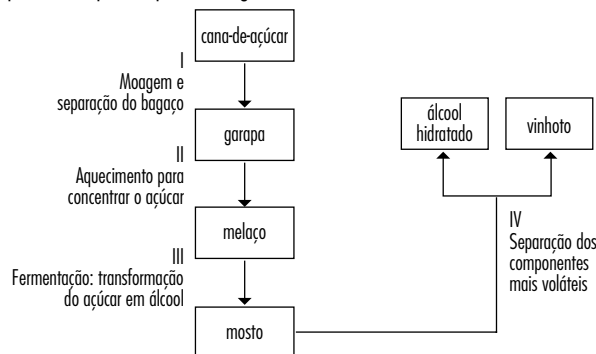 cana-de-açúcar
I
Moagem e
separação do bagaço
garapa
II
Aquecimento para
concentrar o açúcar
melaço
III
Fermentação: transformação
do açúcar em álcool
mosto
álcool
hidratado
vinhoto
IV
Separação dos
componentes
mais voláteis